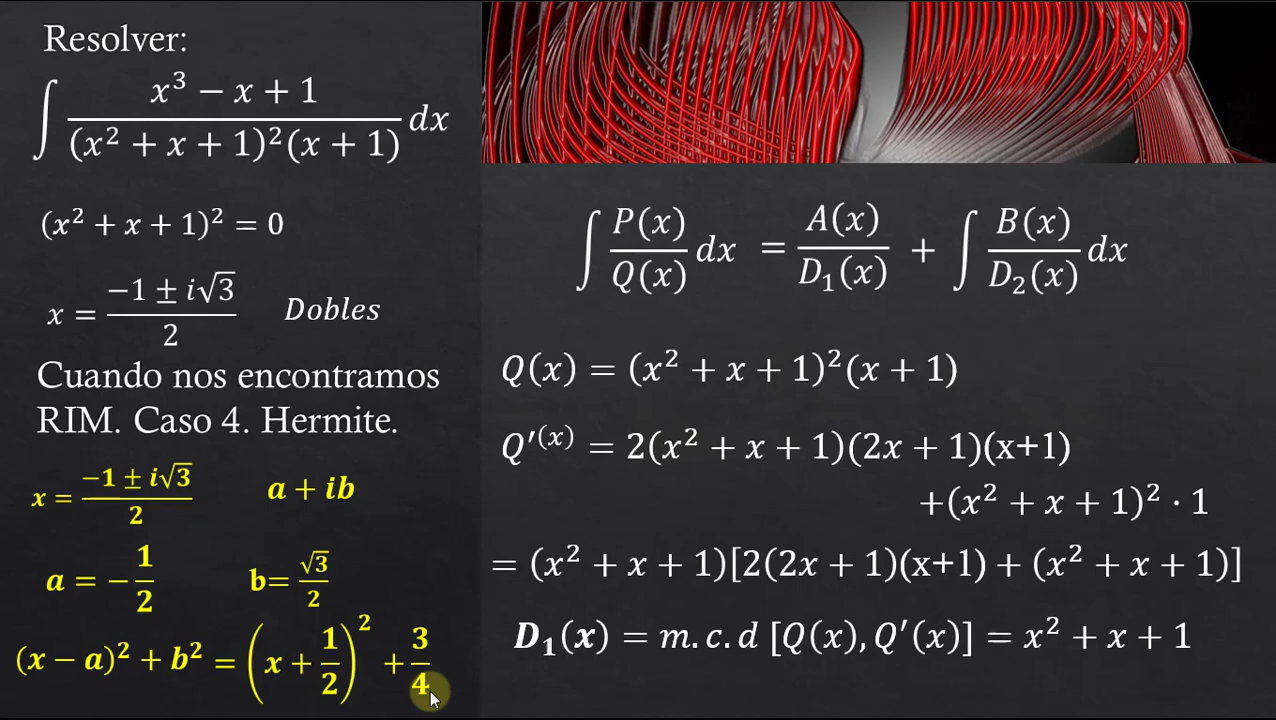 Resolver:
∫ (x³ − x + 1)/((x² + x + 1)²(x + 1)) dx
(x² + x + 1)² = 0
x = (−1 ± i√3)/2 Dobles
Cuando nos encontramos
RIM. Caso 4. Hermite.
x = (−1 ± i√3)/2 a + ib
a = −1/2 b= √3/2
(x − a)² + b² = (x + 1/2)² + 3/4
∫ P(x)/Q(x) dx = A(x)/D₁(x) + ∫ B(x)/D₂(x) dx
Q(x) = (x² + x + 1)²(x + 1)
Q′⁽ˣ⁾ = 2(x² + x + 1)(2x + 1)(x+1)
+(x² + x + 1)² · 1
= (x² + x + 1)[2(2x + 1)(x+1) + (x² + x + 1)]
D₁(x) = m. c. d [Q(x), Q′(x)] = x² + x + 1